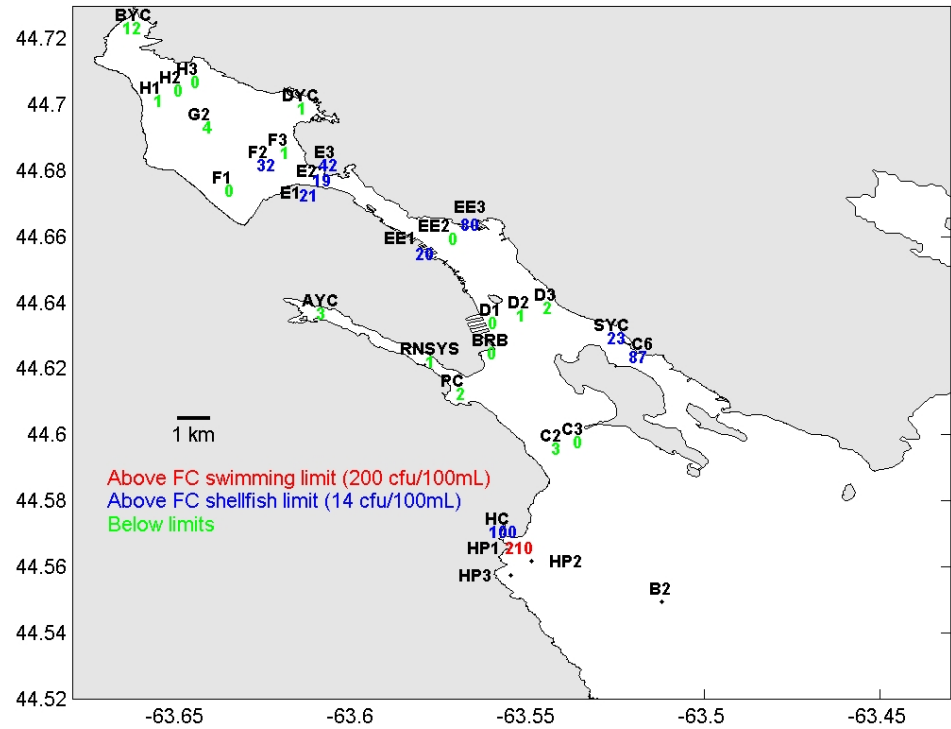 44.72
44.7
44.68
44.66
44.64
44.62
44.6
44.58
44.56
44.54
44.52
BYC
12
H3
0
H2
0
H1
1
DYC
1
G2
4
F3
1
F2
32
E3
42
E2
19
F1
0
E1
21
EE3
80
EE2
0
EE1
20
AYC
3
D3
2
D2
1
D1
0
SYC
23
BRB
0
C6
87
RNSYS
1
PC
2
1 km
C3
0
C2
3
Above FC swimming limit (200 cfu/100mL)
Above FC shellfish limit (14 cfu/100mL)
Below limits
HC
100
HP1
210
HP2
HP3
B2
-63.65
-63.6
-63.55
-63.5
-63.45